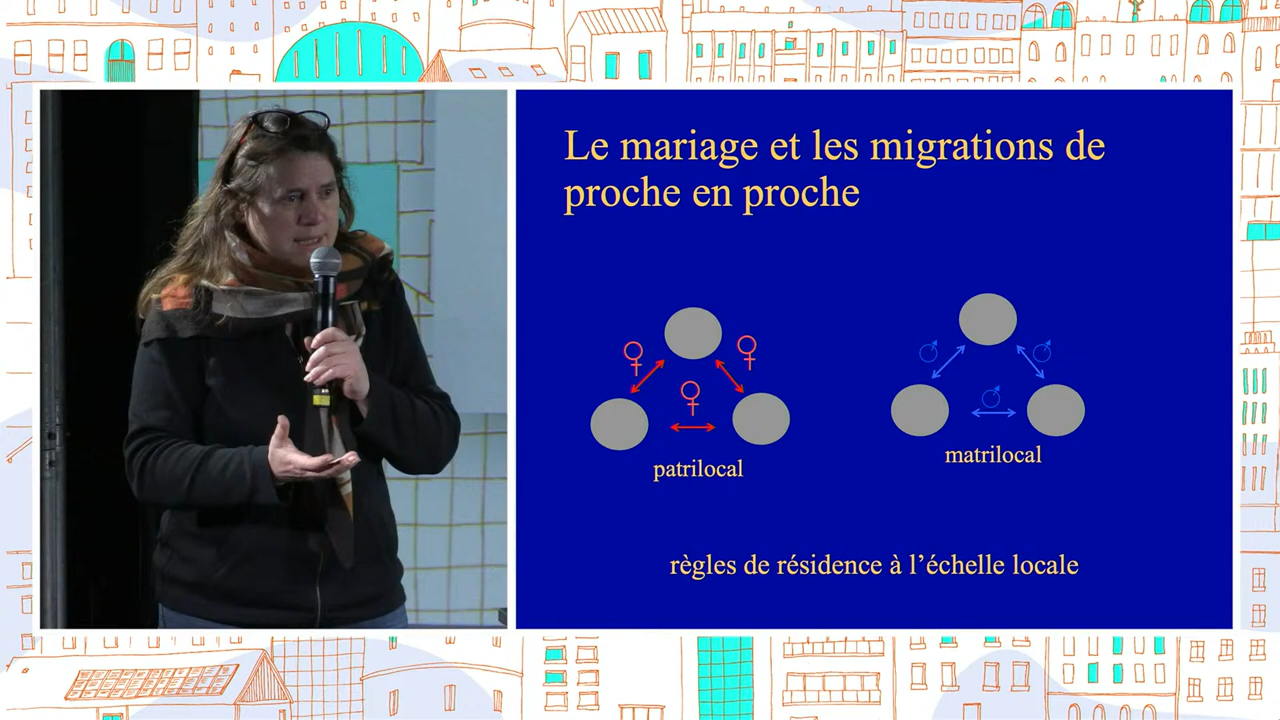 Le mariage et les migrations de
proche en proche
patrilocal
matrilocal
règles de résidence à l'échelle locale